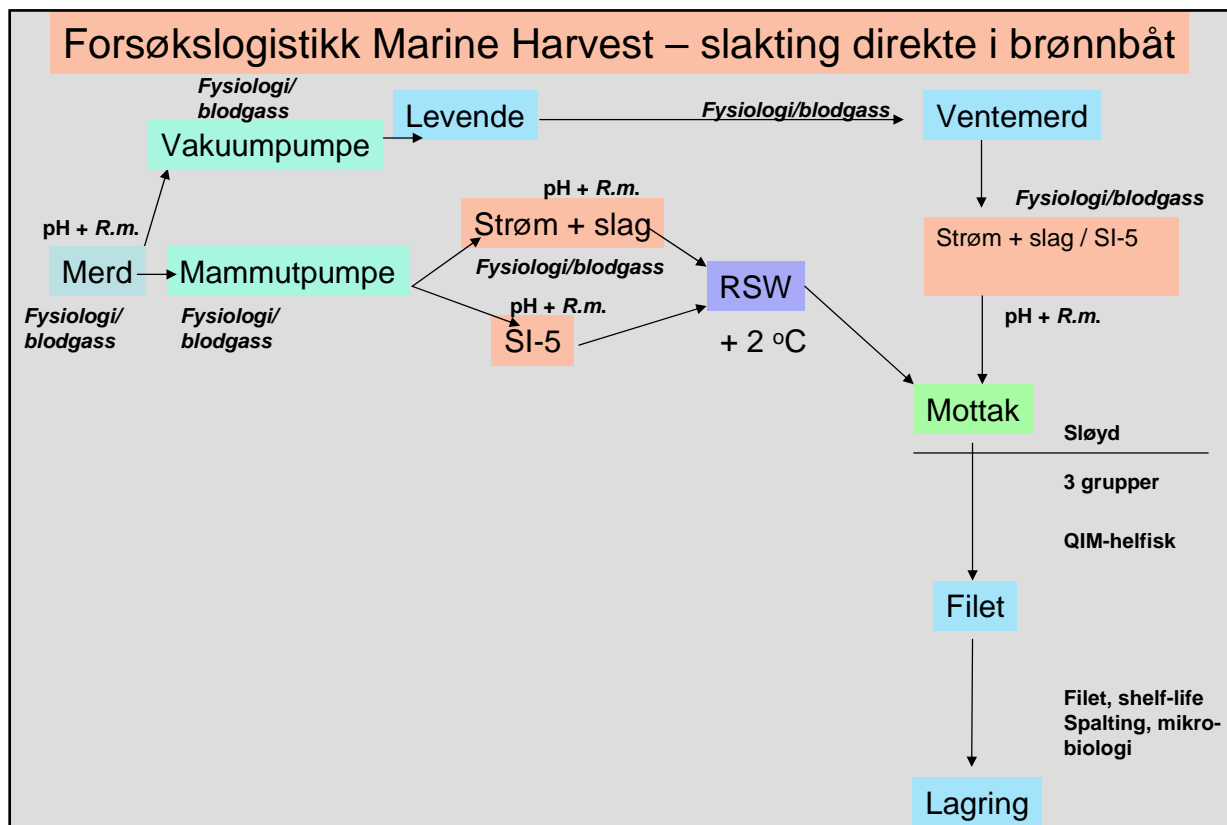 Forsøkslogistikk Marine Harvest – slakting direkte i brønnbåt
Fysiologi/
blodgass
Levende
Fysiologi/blodgass
Ventemerd
Vakuumpumpe
pH + R.m.
Fysiologi/blodgass
pH + R.m.
Strøm + slag
Strøm + slag / SI-5
Merd
Mammutpumpe
Fysiologi/blodgass
RSW
Fysiologi/
blodgass
Fysiologi/
blodgass
pH + R.m.
SI-5
+ 2 °C
pH + R.m.
Mottak
Sløyd
3 grupper
QIM-helfisk
Filet
Filet, shelf-life
Spalting, mikro-
biologi
Lagring